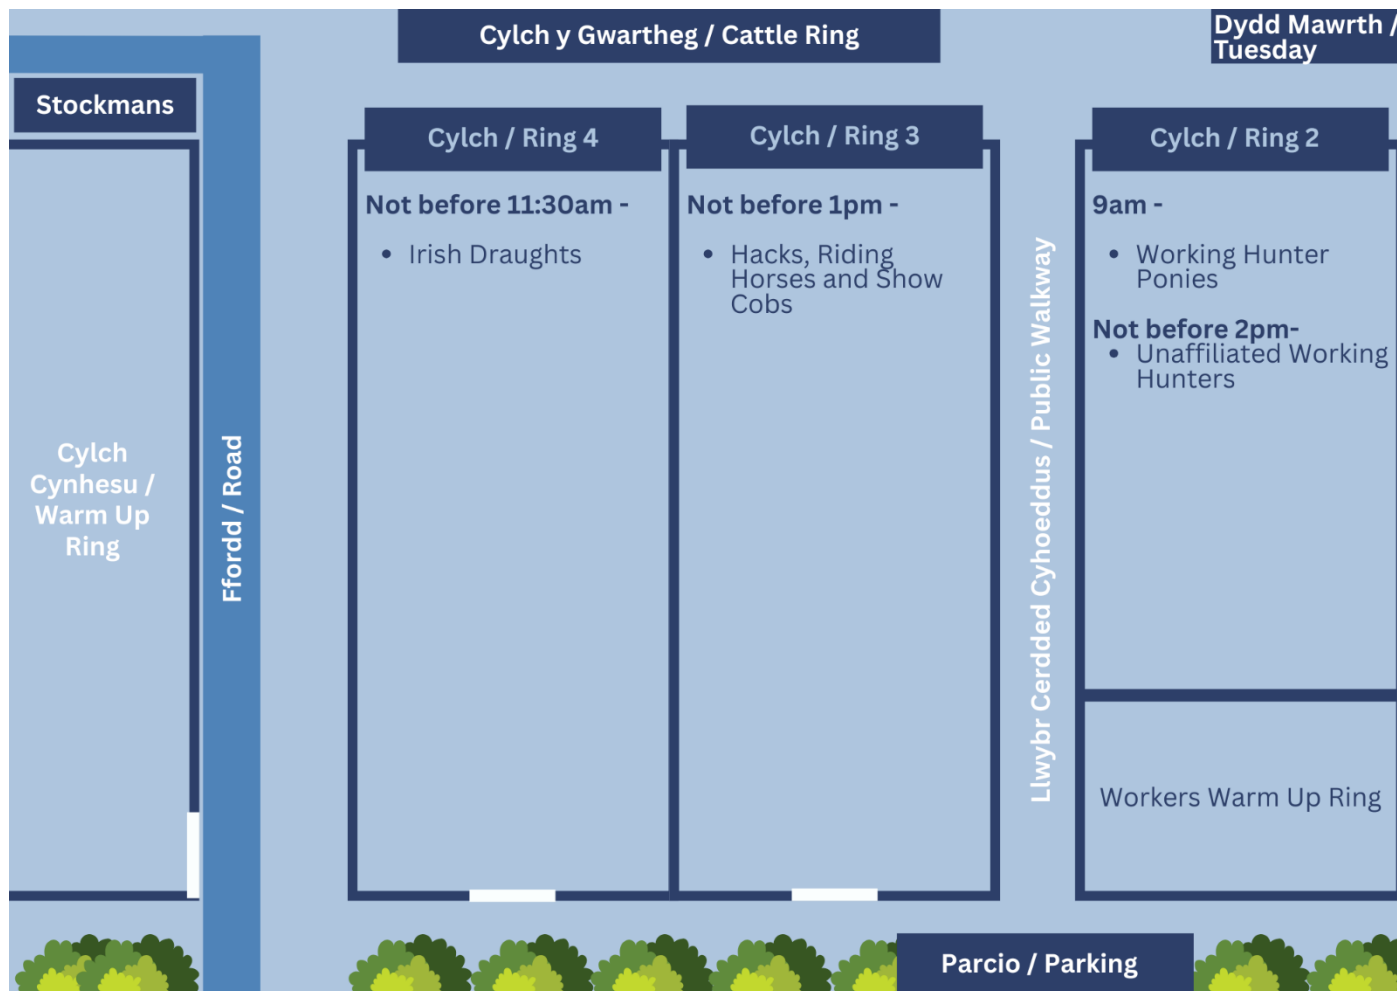 Cylch y Gwartheg / Cattle Ring
Dydd Mawrth /
Tuesday
Stockmans
Cylch
Cynhesu /
Warm Up
Ring
Ffordd / Road
Cylch / Ring 4
Not before 11:30am -
• Irish Draughts
Cylch / Ring 3
Not before 1pm -
• Hacks, Riding
Horses and Show
Cobs
Llwybr Cerdded Cyhoeddus / Public Walkway
Cylch / Ring 2
9am -
• Working Hunter
Ponies
Not before 2pm-
• Unaffiliated Working
Hunters
Workers Warm Up Ring
Parcio / Parking